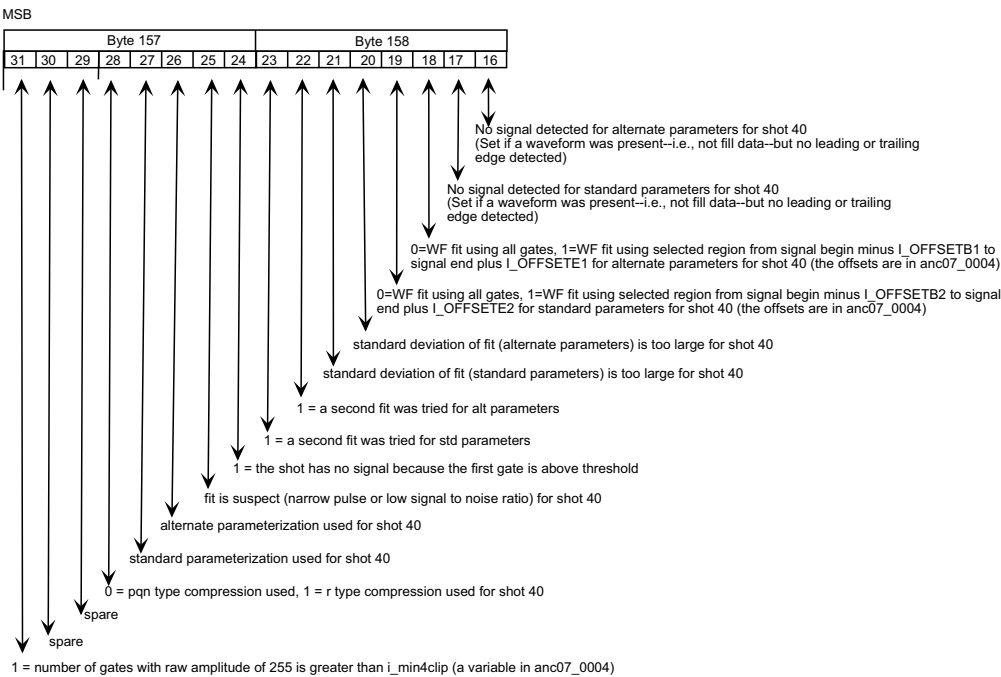 MSB
Byte 157 Byte 158
31 30 29 28 27 26 25 24 23 22 21 20 19 18 17 16
No signal detected for alternate parameters for shot 40
(Set if a waveform was present--i.e., not fill data--but no leading or trailing
edge detected)
No signal detected for standard parameters for shot 40
(Set if a waveform was present--i.e., not fill data--but no leading or trailing
edge detected)
0=WF fit using all gates, 1=WF fit using selected region from signal begin minus I_OFFSETB1 to
signal end plus I_OFFSETE1 for alternate parameters for shot 40 (the offsets are in anc07_0004)
0=WF fit using all gates, 1=WF fit using selected region from signal begin minus I_OFFSETB2 to signal
end plus I_OFFSETE2 for standard parameters for shot 40 (the offsets are in anc07_0004)
standard deviation of fit (alternate parameters) is too large for shot 40
standard deviation of fit (standard parameters) is too large for shot 40
1 = a second fit was tried for alt parameters
1 = a second fit was tried for std parameters
1 = the shot has no signal because the first gate is above threshold
fit is suspect (narrow pulse or low signal to noise ratio) for shot 40
alternate parameterization used for shot 40
standard parameterization used for shot 40
0 = pqn type compression used, 1 = r type compression used for shot 40
spare
spare
1 = number of gates with raw amplitude of 255 is greater than i_min4clip (a variable in anc07_0004)